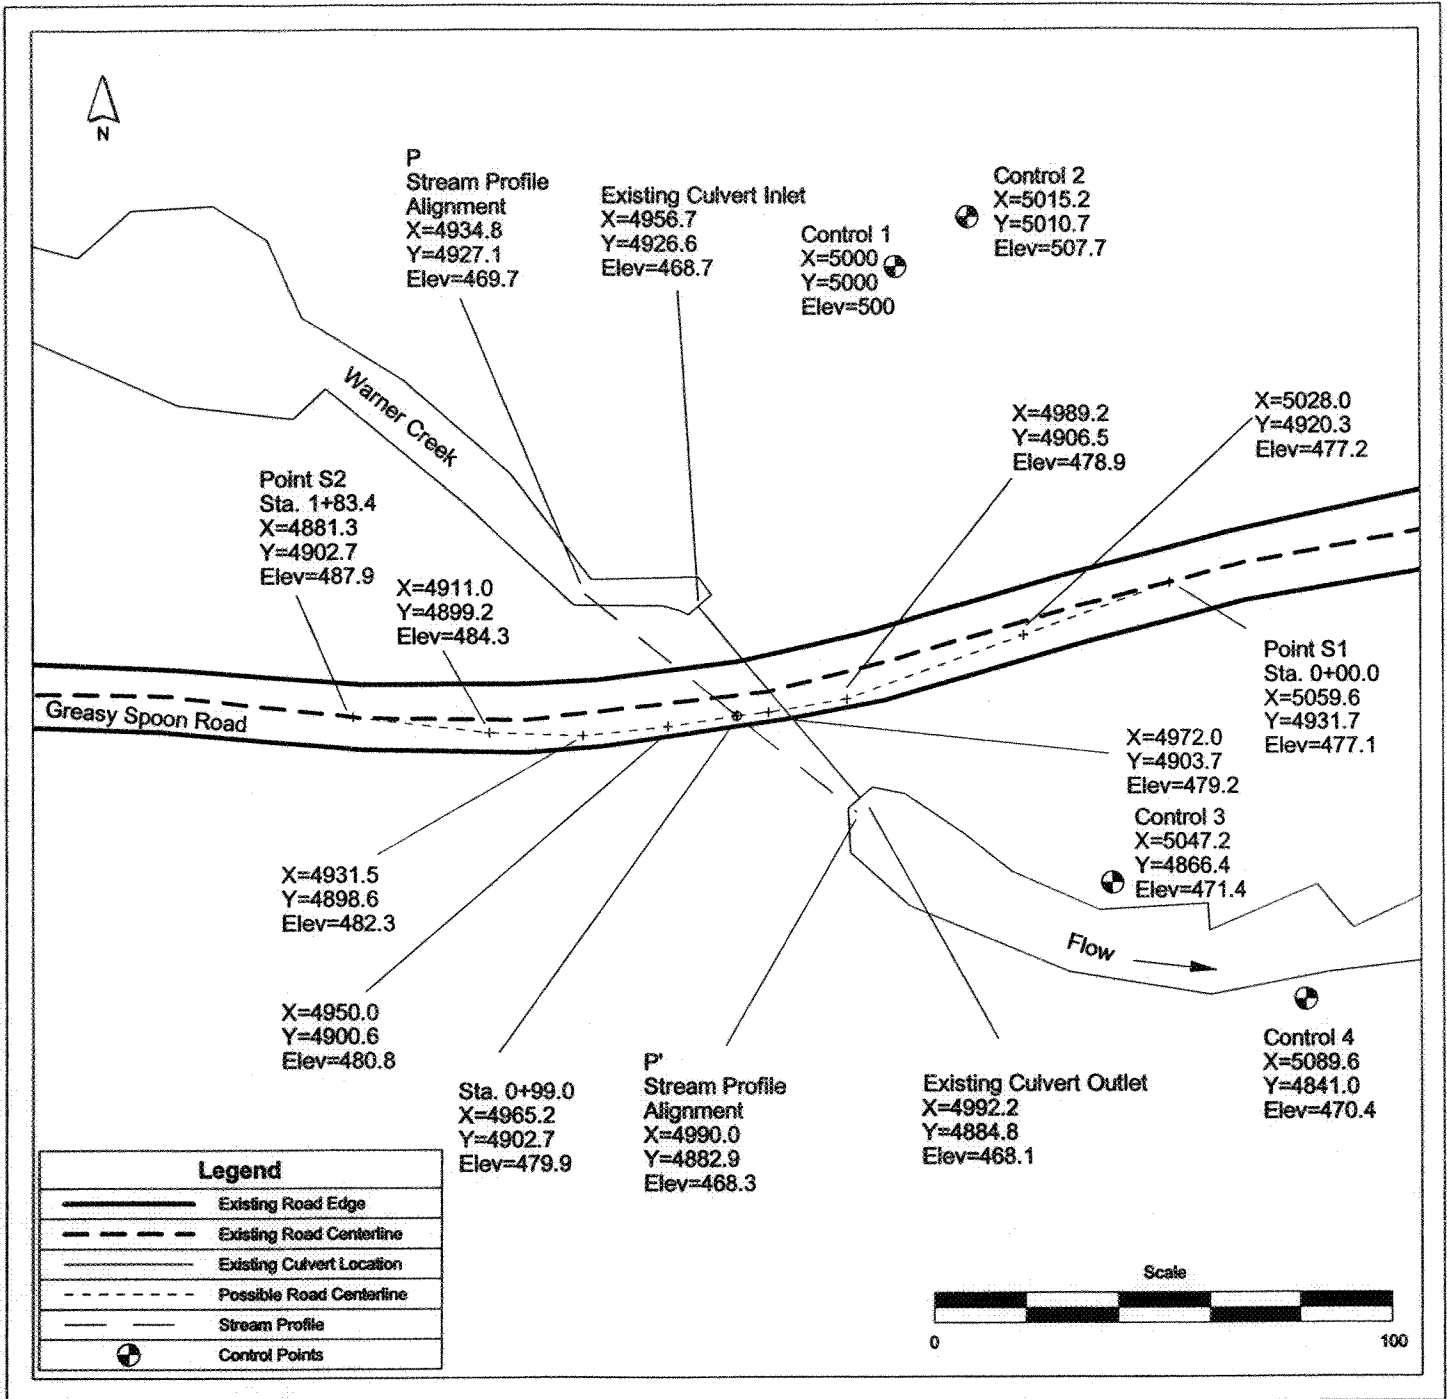 N
P
Stream Profile
Alignment
X=4934.8
Y=4927.1
Elev=469.7
Existing Culvert Inlet
X=4956.7
Y=4926.6
Elev=468.7
Control 1
X=5000
Y=5000
Elev=500
Control 2
X=5015.2
Y=5010.7
Elev=507.7
Warner Creek
X=4989.2
Y=4906.5
Elev=478.9
X=5028.0
Y=4920.3
Elev=477.2
Point S2
Sta. 1+83.4
X=4881.3
Y=4902.7
Elev=487.9
X=4911.0
Y=4899.2
Elev=484.3
Greasy Spoon Road
Point S1
Sta. 0+00.0
X=5059.6
Y=4931.7
Elev=477.1
X=4972.0
Y=4903.7
Elev=479.2
Control 3
X=5047.2
Y=4866.4
Elev=471.4
X=4931.5
Y=4898.6
Elev=482.3
Flow
X=4950.0
Y=4900.6
Elev=480.8
Sta. 0+99.0
X=4965.2
Y=4902.7
Elev=479.9
P'
Stream Profile
Alignment
X=4990.0
Y=4882.9
Elev=468.3
Existing Culvert Outlet
X=4992.2
Y=4884.8
Elev=468.1
Control 4
X=5089.6
Y=4841.0
Elev=470.4
Legend
Existing Road Edge
Existing Road Centerline
Existing Culvert Location
Possible Road Centerline
Stream Profile
Control Points
Scale
0 100